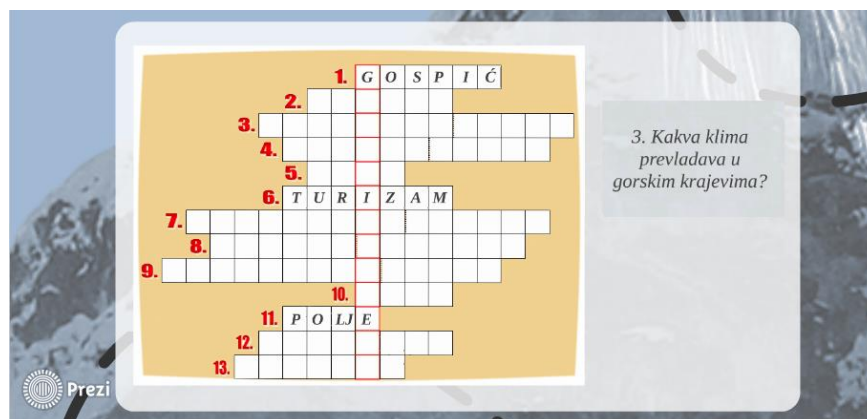 1. GOSPIĆ
2.
3.
4.
5.
6. TURIZAM
7.
8.
9.
10.
11. POLJE
12.
13.
3. Kakva klima
prevladava u
gorskim krajevima?
Prezi